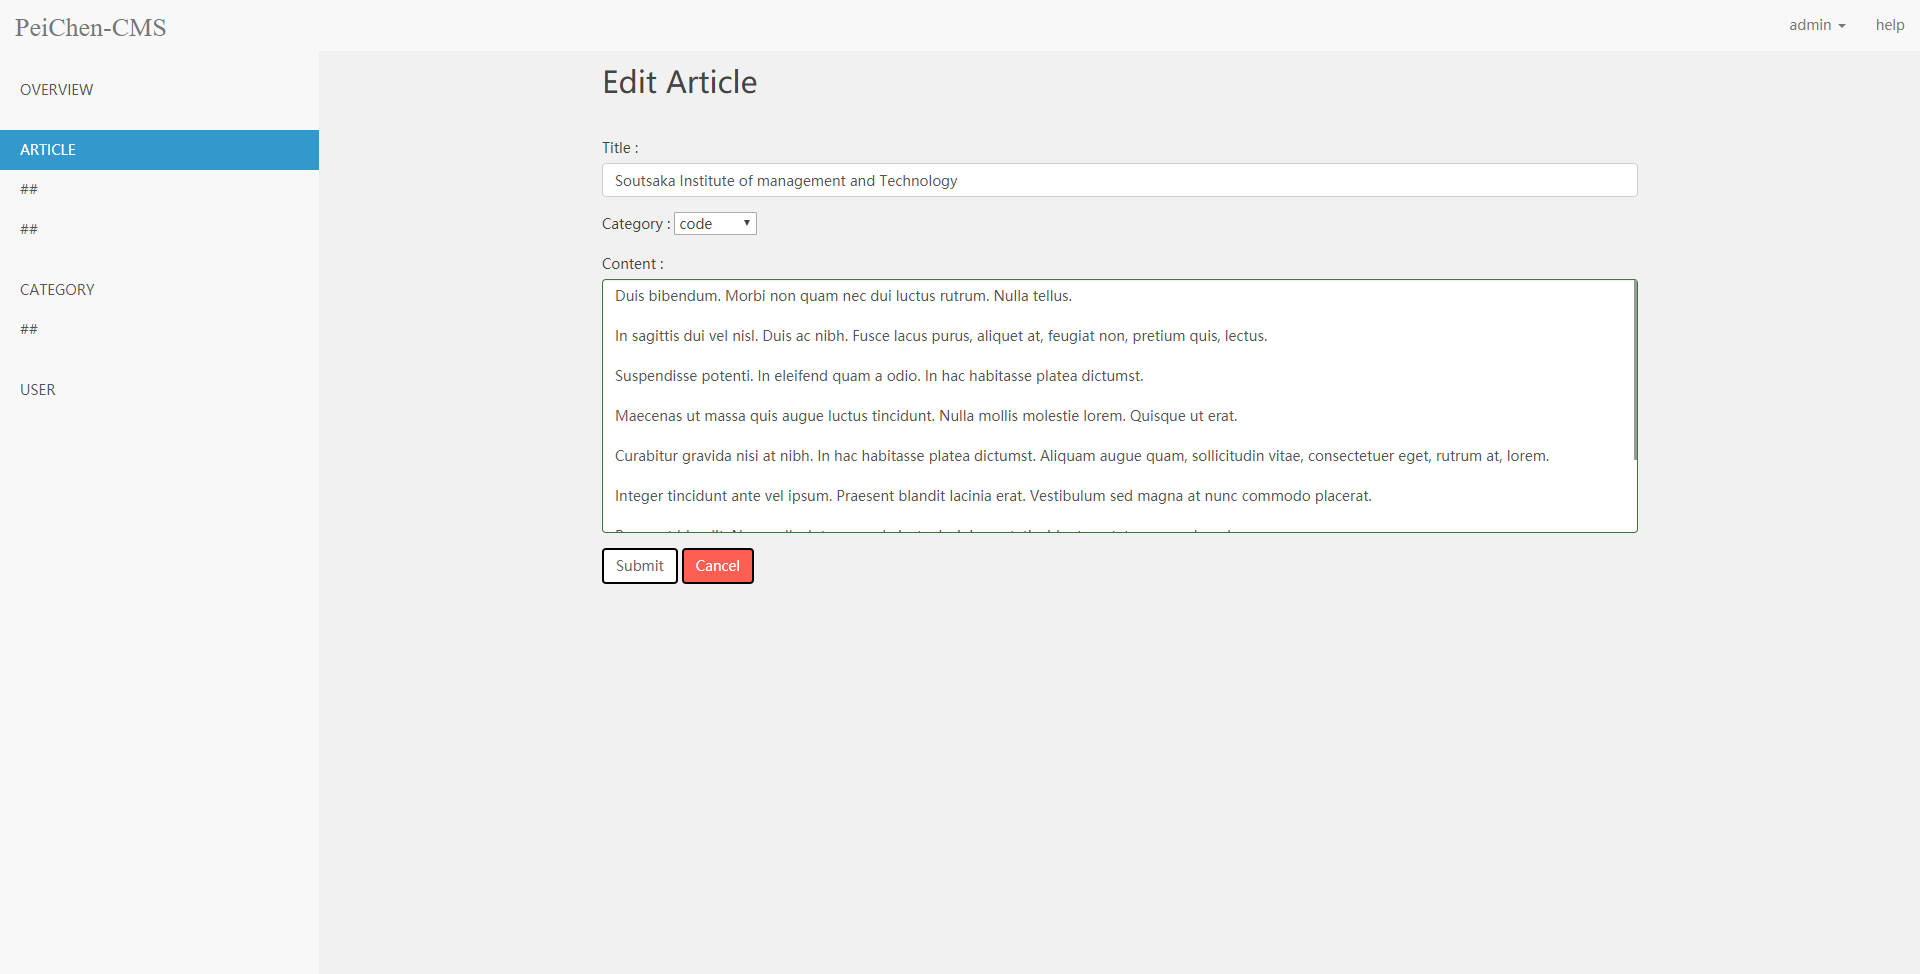 PeiChen-CMS
admin
help
OVERVIEW
ARTICLE
##
##
CATEGORY
##
USER
Edit Article
Title :
Soutsaka Institute of management and Technology
Category : code
Content :
Duis bibendum. Morbi non quam nec dui luctus rutrum. Nulla tellus.
In sagittis dui vel nisl. Duis ac nibh. Fusce lacus purus, aliquet at, feugiat non, pretium quis, lectus.
Suspendisse potenti. In eleifend quam a odio. In hac habitasse platea dictumst.
Maecenas ut massa quis augue luctus tincidunt. Nulla mollis molestie lorem. Quisque ut erat.
Curabitur gravida nisi at nibh. In hac habitasse platea dictumst. Aliquam augue quam, sollicitudin vitae, consectetuer eget, rutrum at, lorem.
Integer tincidunt ante vel ipsum. Praesent blandit lacinia erat. Vestibulum sed magna at nunc commodo placerat.
Submit
Cancel